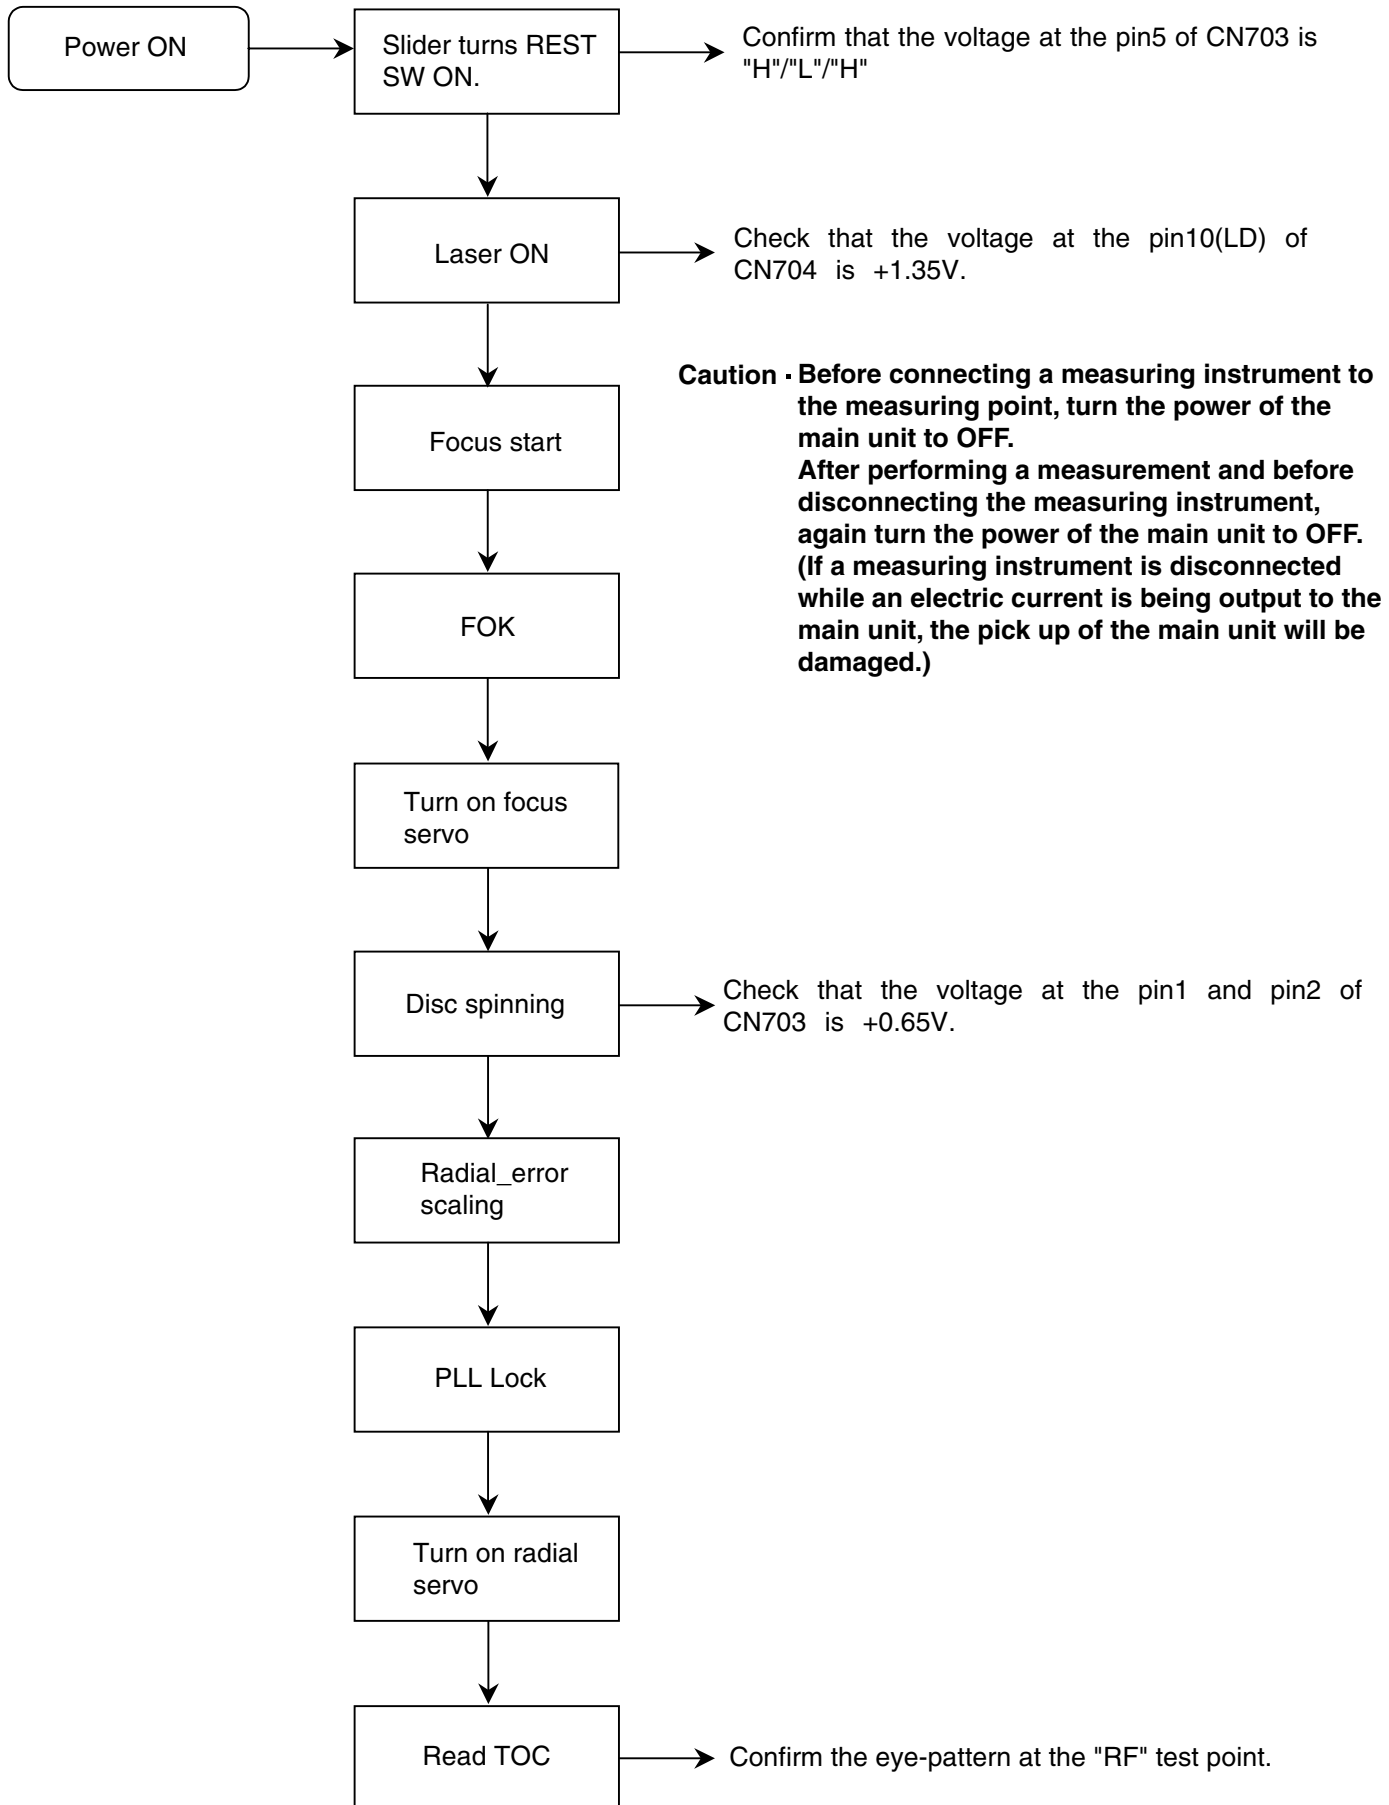 Power ON
Slider turns REST
SW ON.
Confirm that the voltage at the pin5 of CN703 is
"H"/"L"/"H"
Laser ON
Check that the voltage at the pin10(LD) of
CN704 is +1.35V.
Focus start
Caution · Before connecting a measuring instrument to
the measuring point, turn the power of the
main unit to OFF.
After performing a measurement and before
disconnecting the measuring instrument,
again turn the power of the main unit to OFF.
(If a measuring instrument is disconnected
while an electric current is being output to the
main unit, the pick up of the main unit will be
damaged.)
FOK
Turn on focus
servo
Disc spinning
Check that the voltage at the pin1 and pin2 of
CN703 is +0.65V.
Radial_error
scaling
PLL Lock
Turn on radial
servo
Read TOC
Confirm the eye-pattern at the "RF" test point.